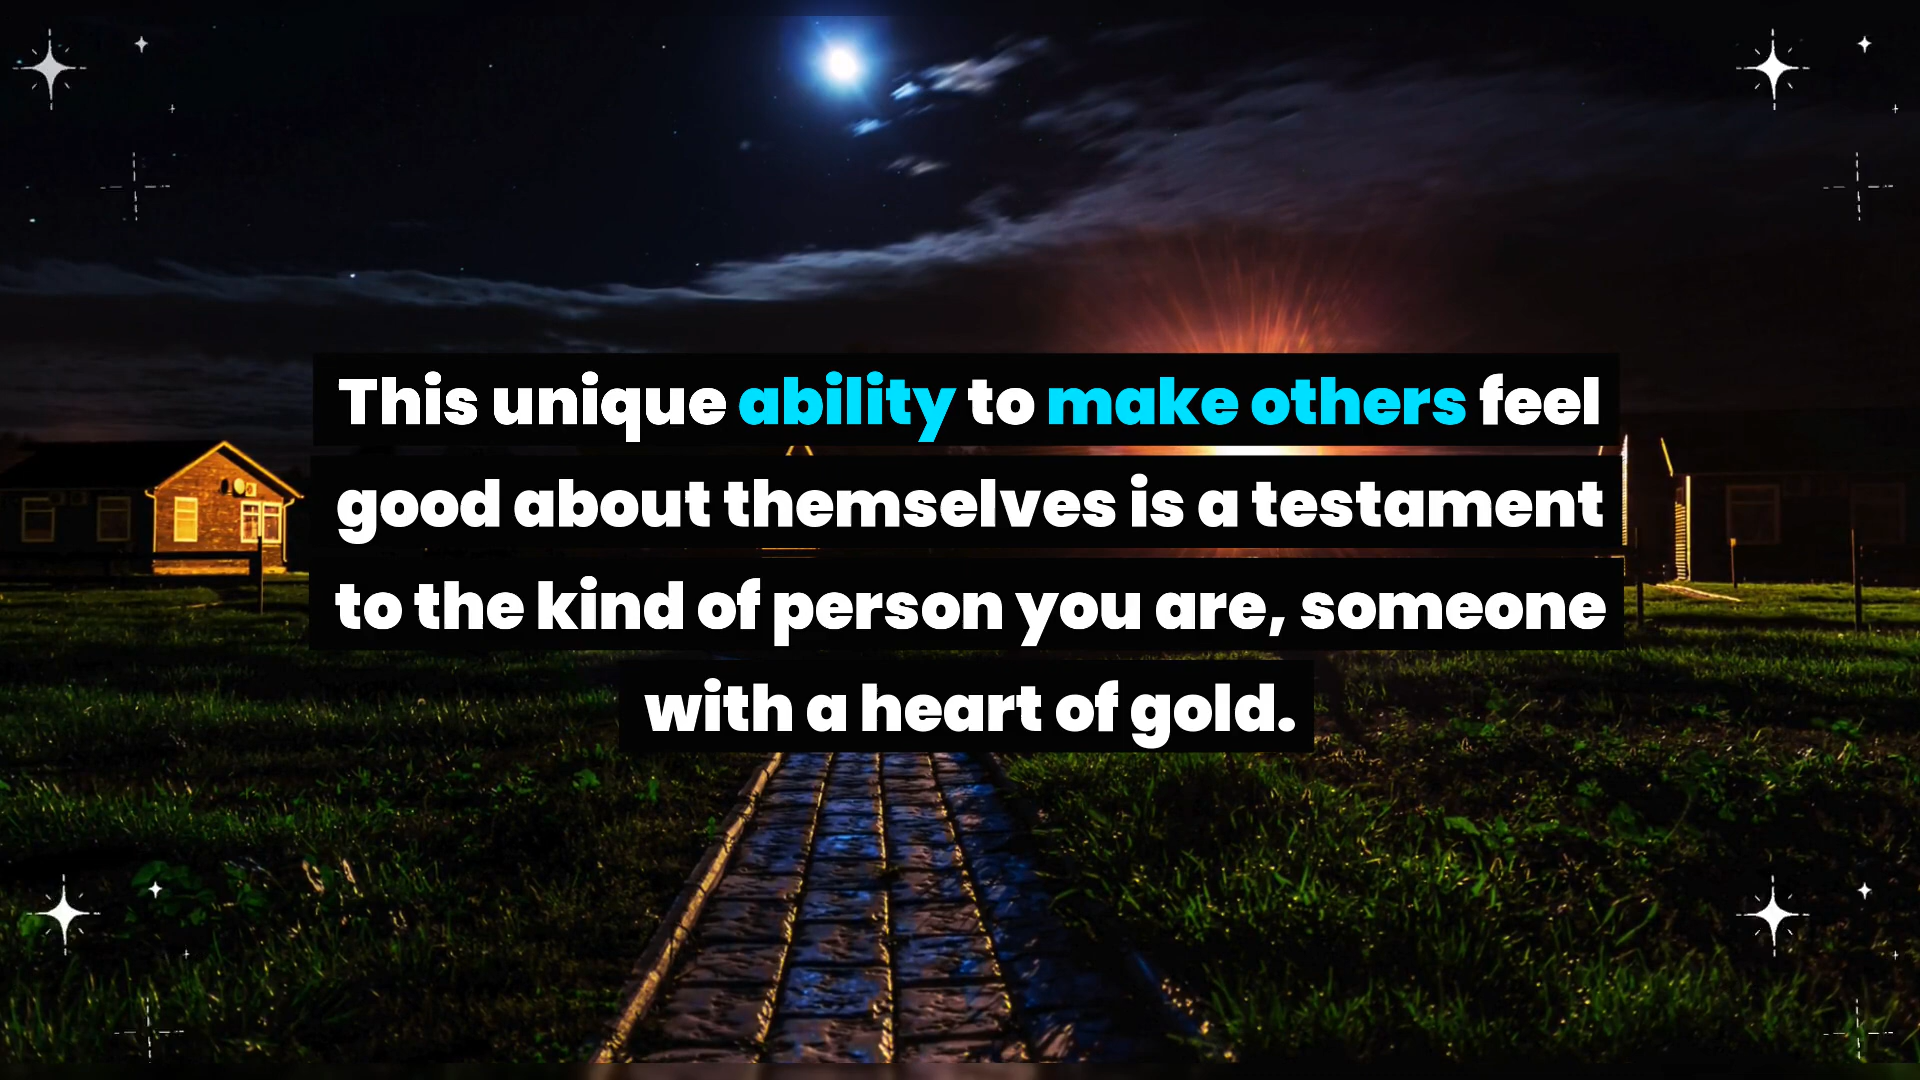 This unique ability to make others feel
good about themselves is a testament
to the kind of person you are, someone
with a heart of gold.